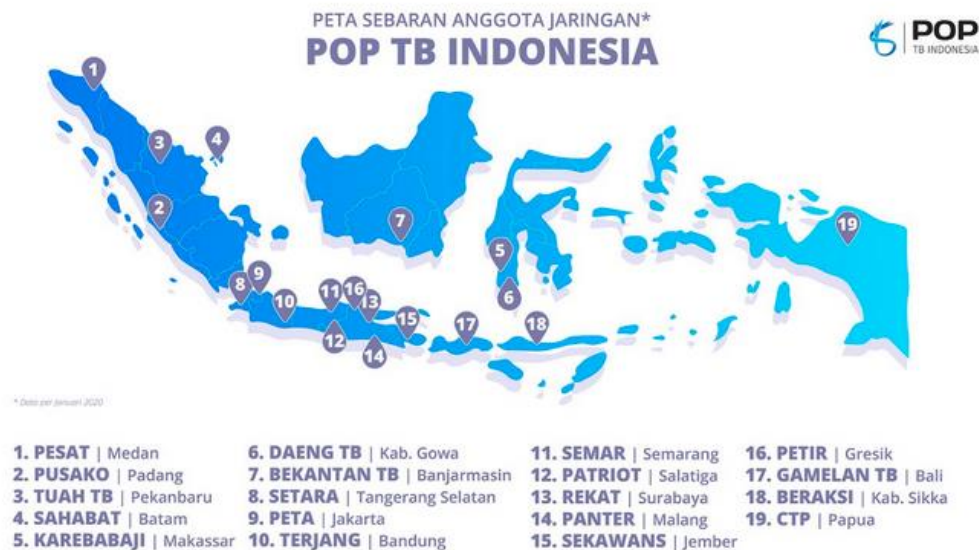 PETA SEBARAN ANGGOTA JARINGAN*
POP TB INDONESIA
POP
TB INDONESIA
1
3
4
2
7
19
5
6
8
9
10
11
16
13
12
14
15
17
18
* Data per Januari 2020
1. PESAT | Medan
2. PUSAKO | Padang
3. TUAH TB | Pekanbaru
4. SAHABAT | Batam
5. KAREBABAJI | Makassar
6. DAENG TB | Kab. Gowa
7. BEKANTAN TB | Banjarmasin
8. SETARA | Tangerang Selatan
9. PETA | Jakarta
10. TERJANG | Bandung
11. SEMAR | Semarang
12. PATRIOT | Salatiga
13. REKAT | Surabaya
14. PANTER | Malang
15. SEKAWANS | Jember
16. PETIR | Gresik
17. GAMELAN TB | Bali
18. BERAKSI | Kab. Sikka
19. CTP | Papua